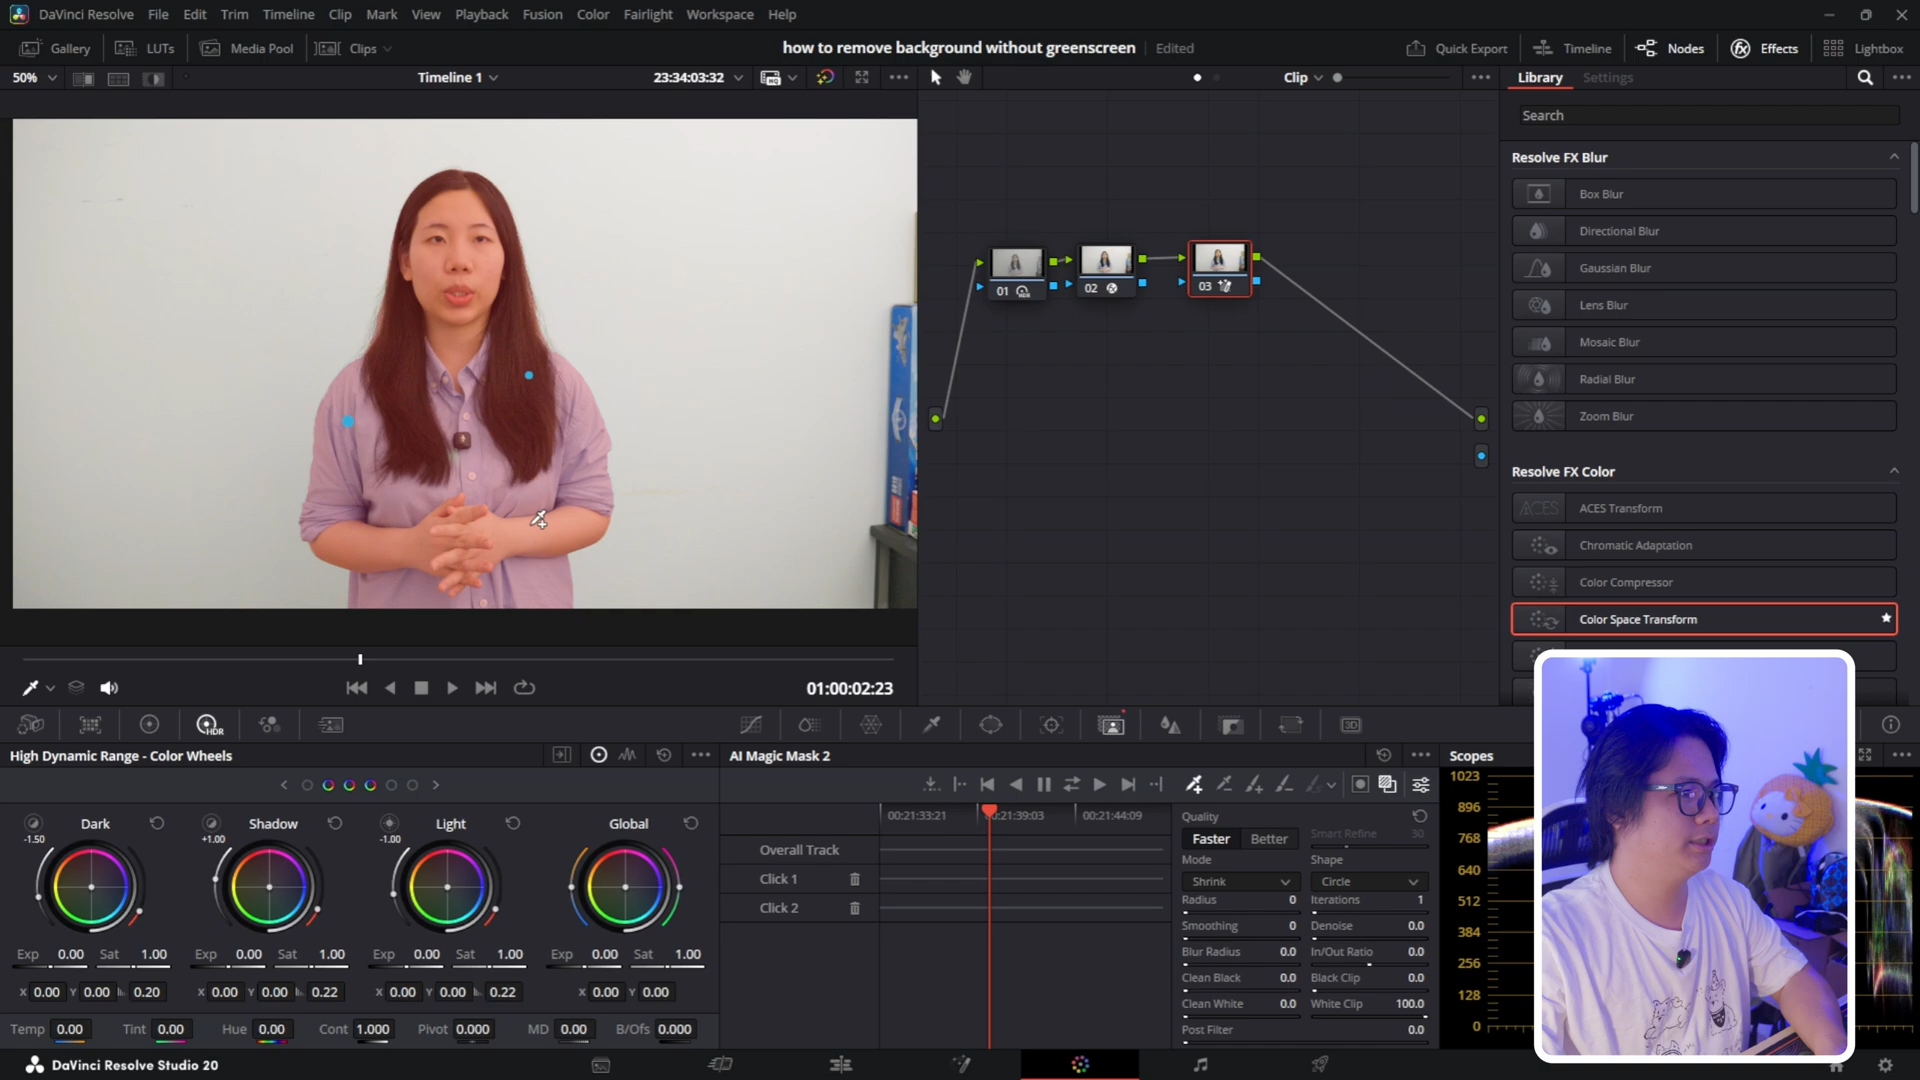 DaVinci Resolve File Edit Trim Timeline Clip Mark View Playback Fusion Color Fairlight Workspace Help
Gallery LUTs Media Pool Clips how to remove background without greenscreen Edited Quick Export Timeline Nodes Effects Lightbox
50% Timeline 1 23:34:03:32 Clip Library Settings
Search
Resolve FX Blur
Box Blur
Directional Blur
Gaussian Blur
Lens Blur
Mosaic Blur
Radial Blur
Zoom Blur
Resolve FX Color
ACES ACES Transform
Chromatic Adaptation
Color Compressor
Color Space Transform
01 HDR 02 03
01:00:02:23
HDR 3D
High Dynamic Range - Color Wheels AI Magic Mask 2 Scopes
Dark Shadow Light Global
-1.50 +1.00 -1.00
Exp 0.00 Sat 1.00 Exp 0.00 Sat 1.00 Exp 0.00 Sat 1.00 Exp 0.00 Sat 1.00
X 0.00 Y 0.00 0.20 X 0.00 Y 0.00 0.22 X 0.00 Y 0.00 0.22 X 0.00 Y 0.00
Temp 0.00 Tint 0.00 Hue 0.00 Cont 1.000 Pivot 0.000 MD 0.00 B/Ofs 0.000
00:21:33:21 :21:39:03 00:21:44:09
Overall Track
Click 1
Click 2
Quality
Faster Better Smart Refine 30
Mode Shape
Shrink Circle
Radius 0 Iterations 1
Smoothing 0 Denoise 0.0
Blur Radius 0.0 In/Out Ratio 0.0
Clean Black 0.0 Black Clip 0.0
Clean White 0.0 White Clip 100.0
Post Filter 0.0
1023
896
768
640
512
384
256
128
0
DaVinci Resolve Studio 20